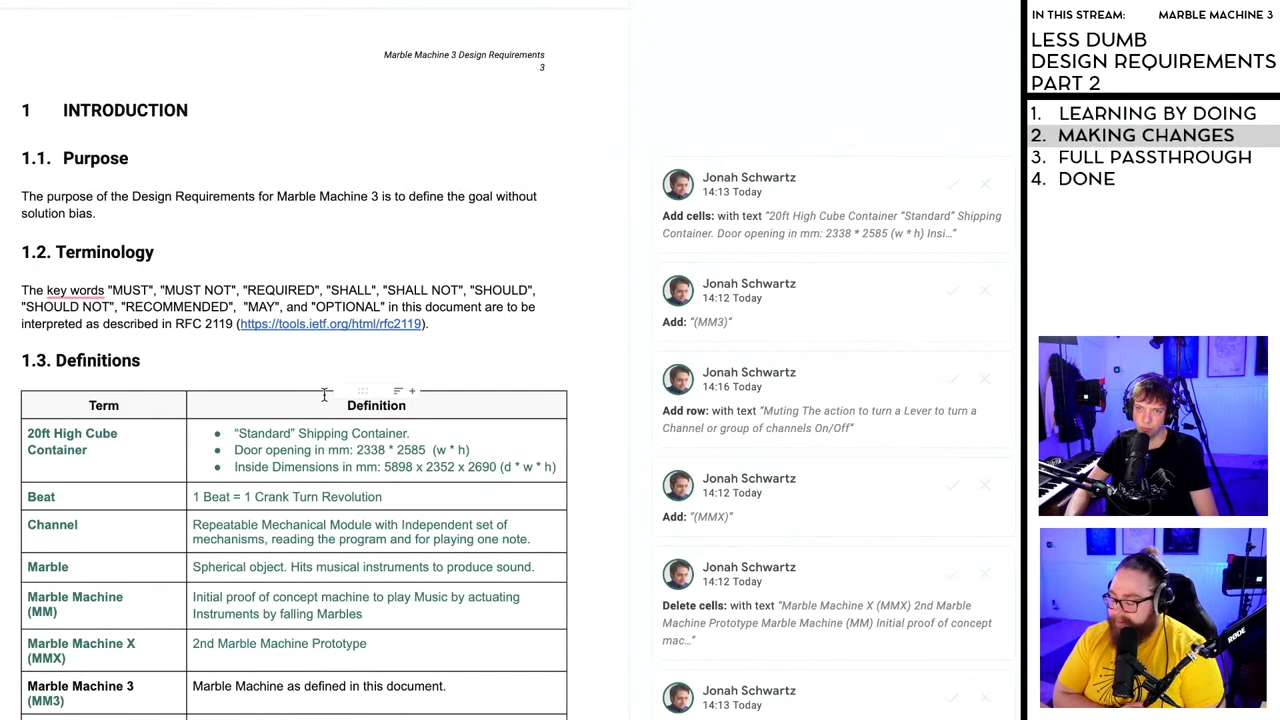 Marble Machine 3 Design Requirements
3
1 INTRODUCTION
1.1. Purpose
The purpose of the Design Requirements for Marble Machine 3 is to define the goal without
solution bias.
1.2. Terminology
The key words "MUST", "MUST NOT", "REQUIRED", "SHALL", "SHALL NOT", "SHOULD",
"SHOULD NOT", "RECOMMENDED", "MAY", and "OPTIONAL" in this document are to be
interpreted as described in RFC 2119 (https://tools.ietf.org/html/rfc2119).
1.3. Definitions
Term
Definition
20ft High Cube
Container
● “Standard” Shipping Container.
● Door opening in mm: 2338 * 2585 (w * h)
● Inside Dimensions in mm: 5898 x 2352 x 2690 (d * w * h)
Beat
1 Beat = 1 Crank Turn Revolution
Channel
Repeatable Mechanical Module with Independent set of
mechanisms, reading the program and for playing one note.
Marble
Spherical object. Hits musical instruments to produce sound.
Marble Machine
(MM)
Initial proof of concept machine to play Music by actuating
Instruments by falling Marbles
Marble Machine X
(MMX)
2nd Marble Machine Prototype
Marble Machine 3
(MM3)
Marble Machine as defined in this document.
Jonah Schwartz
14:13 Today
Add cells: with text “20ft High Cube Container “Standard” Shipping
Container. Door opening in mm: 2338 * 2585 (w * h) Insi…”
Jonah Schwartz
14:12 Today
Add: “(MM3)”
Jonah Schwartz
14:16 Today
Add row: with text “Muting The action to turn a Lever to turn a
Channel or group of channels On/Off”
Jonah Schwartz
14:12 Today
Add: “(MMX)”
Jonah Schwartz
14:12 Today
Delete cells: with text “Marble Machine X (MMX) 2nd Marble
Machine Prototype Marble Machine (MM) Initial proof of concept
mac…”
Jonah Schwartz
14:13 Today
IN THIS STREAM: MARBLE MACHINE 3
LESS DUMB
DESIGN REQUIREMENTS
PART 2
1. LEARNING BY DOING
2. MAKING CHANGES
3. FULL PASSTHROUGH
4. DONE
RODE